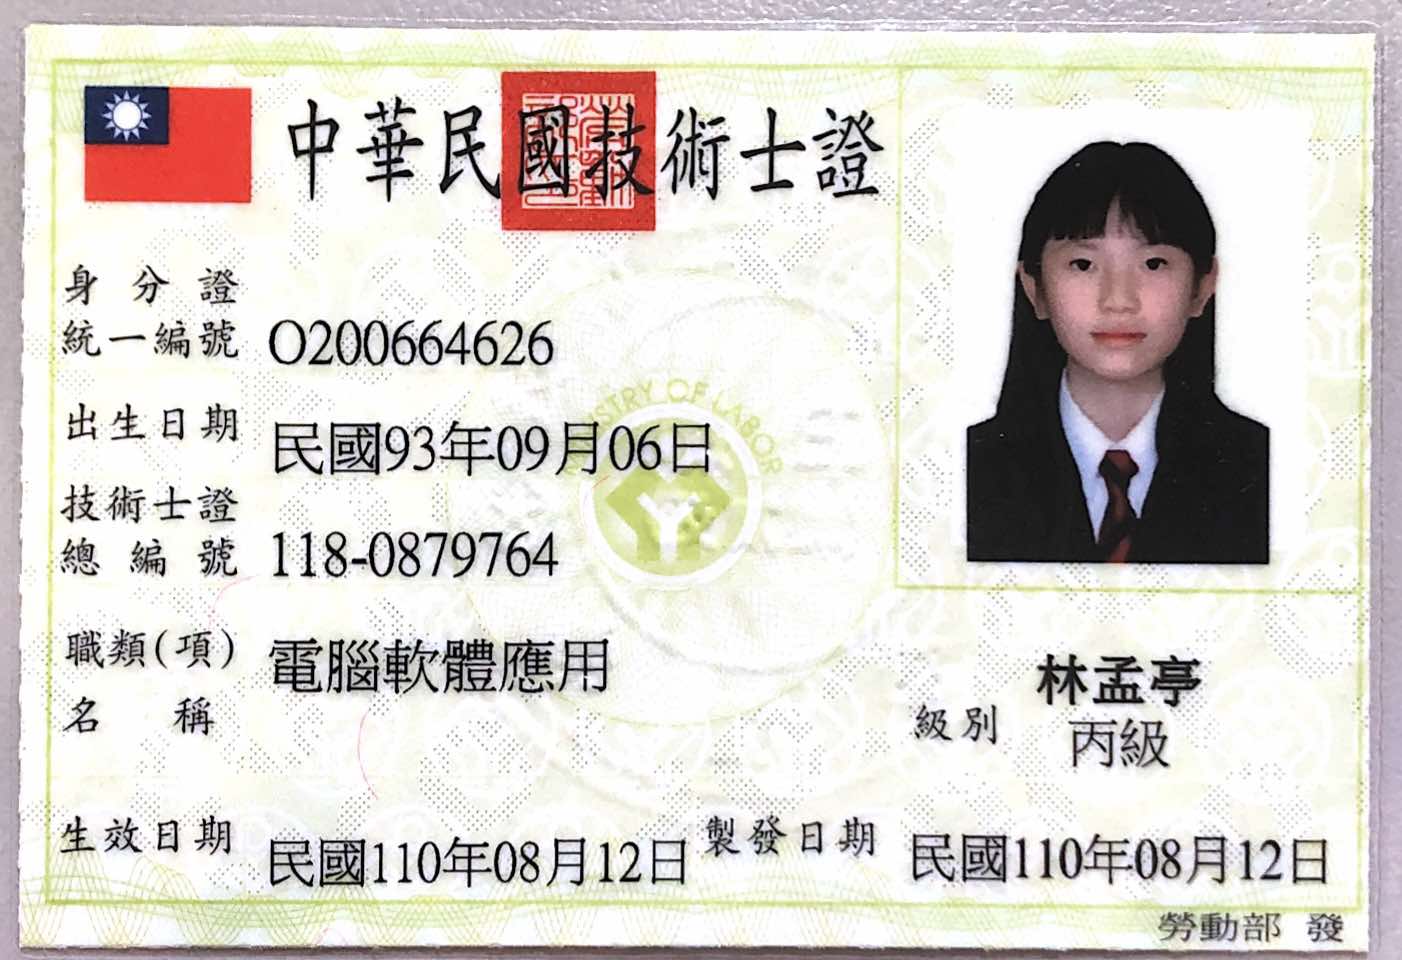 中華民國技術士證
身分證
統一編號 O200664626
出生日期 民國93年09月06日
技術士證
總編號 118-0879764
職類(項) 電腦軟體應用
名稱
林孟亭
級別 丙級
生效日期 民國110年08月12日 製發日期 民國110年08月12日
勞動部 發
MINISTRY OF LABOR